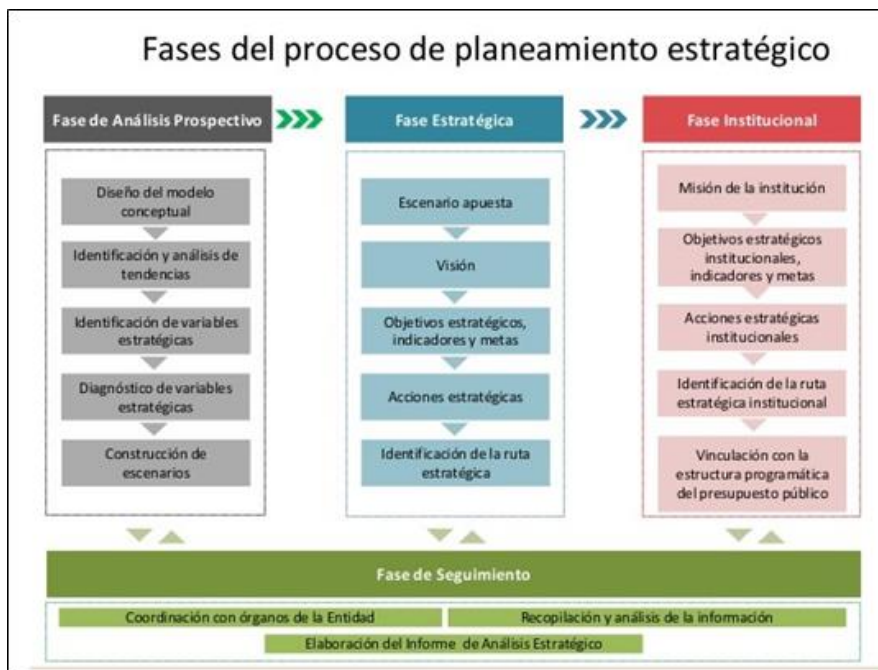 Fases del proceso de planeamiento estratégico
Fase de Análisis Prospectivo
Diseño del modelo
conceptual
Identificación y análisis de
tendencias
Identificación de variables
estratégicas
Diagnóstico de variables
estratégicas
Construcción de
escenarios
Fase Estratégica
Escenario apuesta
Visión
Objetivos estratégicos,
indicadores y metas
Acciones estratégicas
Identificación de la ruta
estratégica
Fase Institucional
Misión de la institución
Objetivos estratégicos
institucionales,
indicadores y metas
Acciones estratégicas
institucionales
Identificación de la ruta
estratégica institucional
Vinculación con la
estructura programática
del presupuesto público
Fase de Seguimiento
Coordinación con órganos de la Entidad
Recopilación y análisis de la información
Elaboración del Informe de Análisis Estratégico